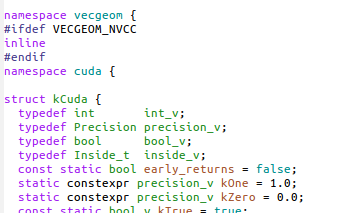 namespace vecgeom {
#ifdef VECGEOM_NVCC
inline
#endif
namespace cuda {
struct kCuda {
typedef int int_v;
typedef Precision precision_v;
typedef bool bool_v;
typedef Inside_t inside_v;
const static bool early_returns = false;
static constexpr precision_v kOne = 1.0;
static constexpr precision_v kZero = 0.0;
const static bool_v kTrue = true;